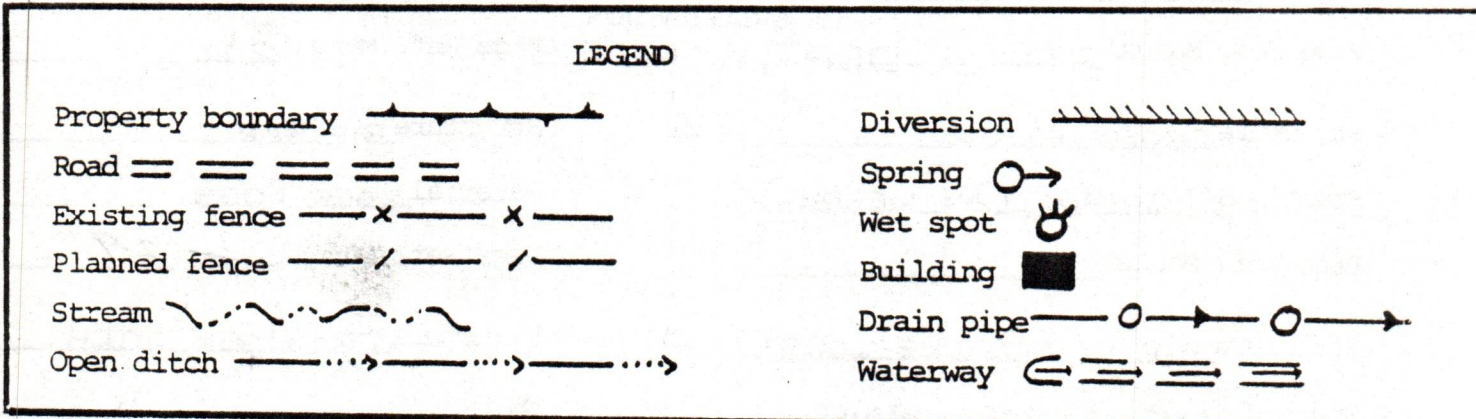 LEGEND
Property boundary
Road
Existing fence
Planned fence
Stream
Open ditch
Diversion
Spring
Wet spot
Building
Drain pipe
Waterway